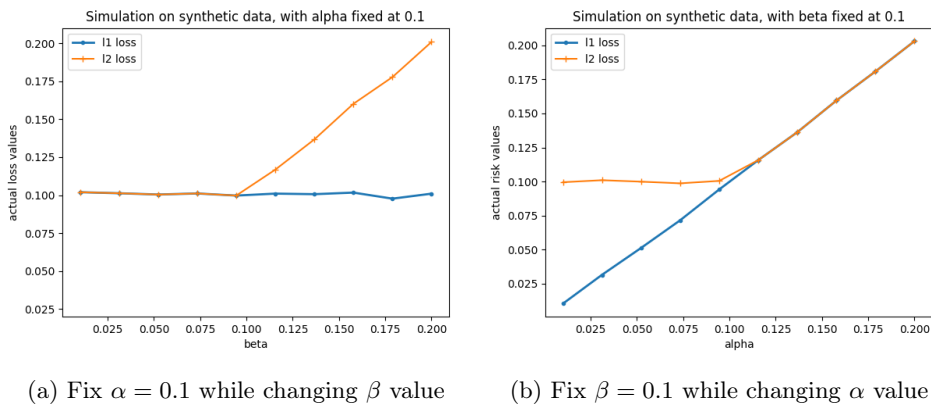 Simulation on synthetic data, with alpha fixed at 0.1
l1 loss
l2 loss
actual loss values
0.200
0.175
0.150
0.125
0.100
0.075
0.050
0.025
0.025 0.050 0.075 0.100 0.125 0.150 0.175 0.200
beta
(a) Fix α = 0.1 while changing β value
Simulation on synthetic data, with beta fixed at 0.1
l1 loss
l2 loss
actual risk values
0.200
0.175
0.150
0.125
0.100
0.075
0.050
0.025
0.025 0.050 0.075 0.100 0.125 0.150 0.175 0.200
alpha
(b) Fix β = 0.1 while changing α value